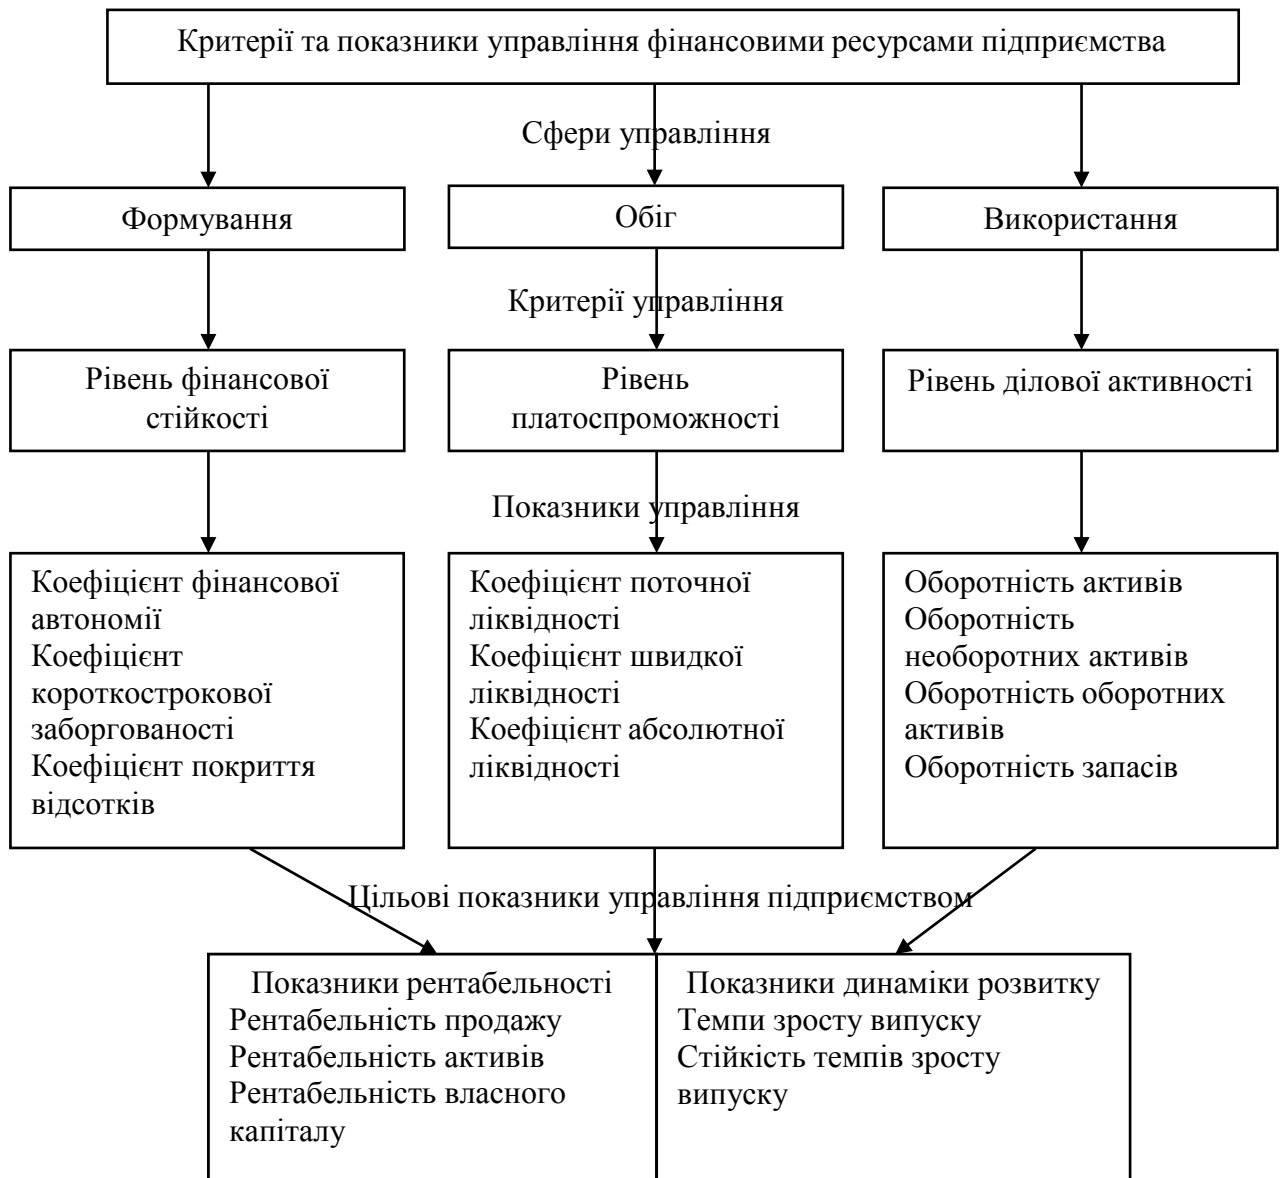 Критерії та показники управління фінансовими ресурсами підприємства
Сфери управління
Формування
Обіг
Використання
Критерії управління
Рівень фінансової
стійкості
Рівень
платоспроможності
Рівень ділової активності
Показники управління
Коефіцієнт фінансової
автономії
Коефіцієнт
короткострокової
заборгованості
Коефіцієнт покриття
відсотків
Коефіцієнт поточної
ліквідності
Коефіцієнт швидкої
ліквідності
Коефіцієнт абсолютної
ліквідності
Оборотність активів
Оборотність
необоротних активів
Оборотність оборотних
активів
Оборотність запасів
Цільові показники управління підприємством
Показники рентабельності
Рентабельність продажу
Рентабельність активів
Рентабельність власного
капіталу
Показники динаміки розвитку
Темпи зросту випуску
Стійкість темпів зросту
випуску